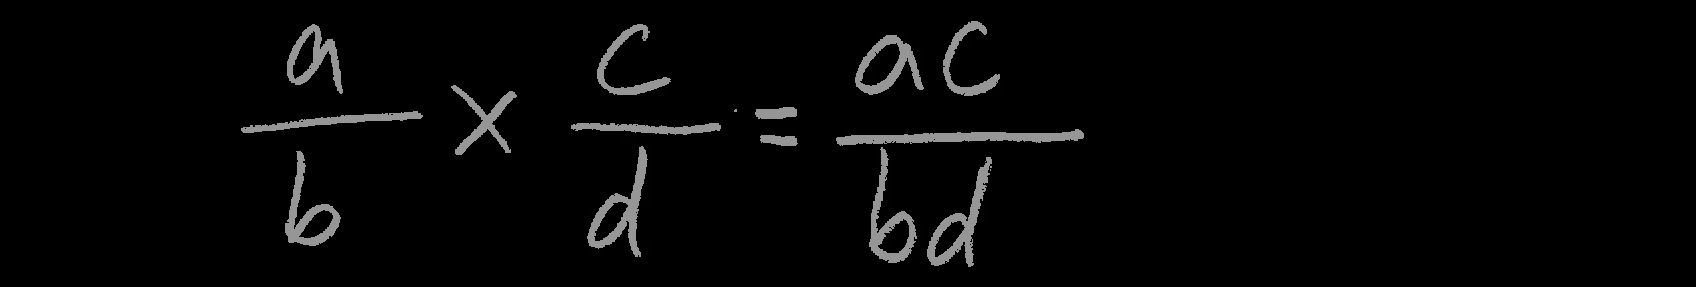 a/b × c/d = ac/bd